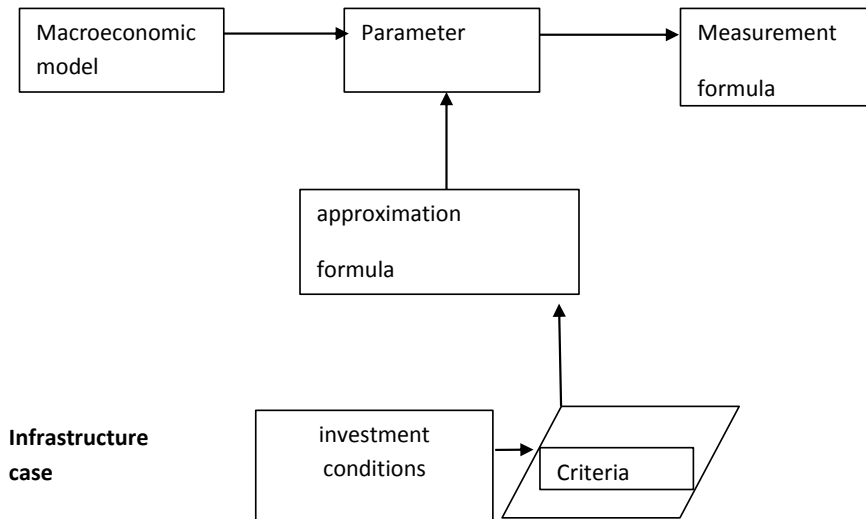 Macroeconomic
model
Parameter
Measurement
formula
approximation
formula
Infrastructure
case
investment
conditions
Criteria